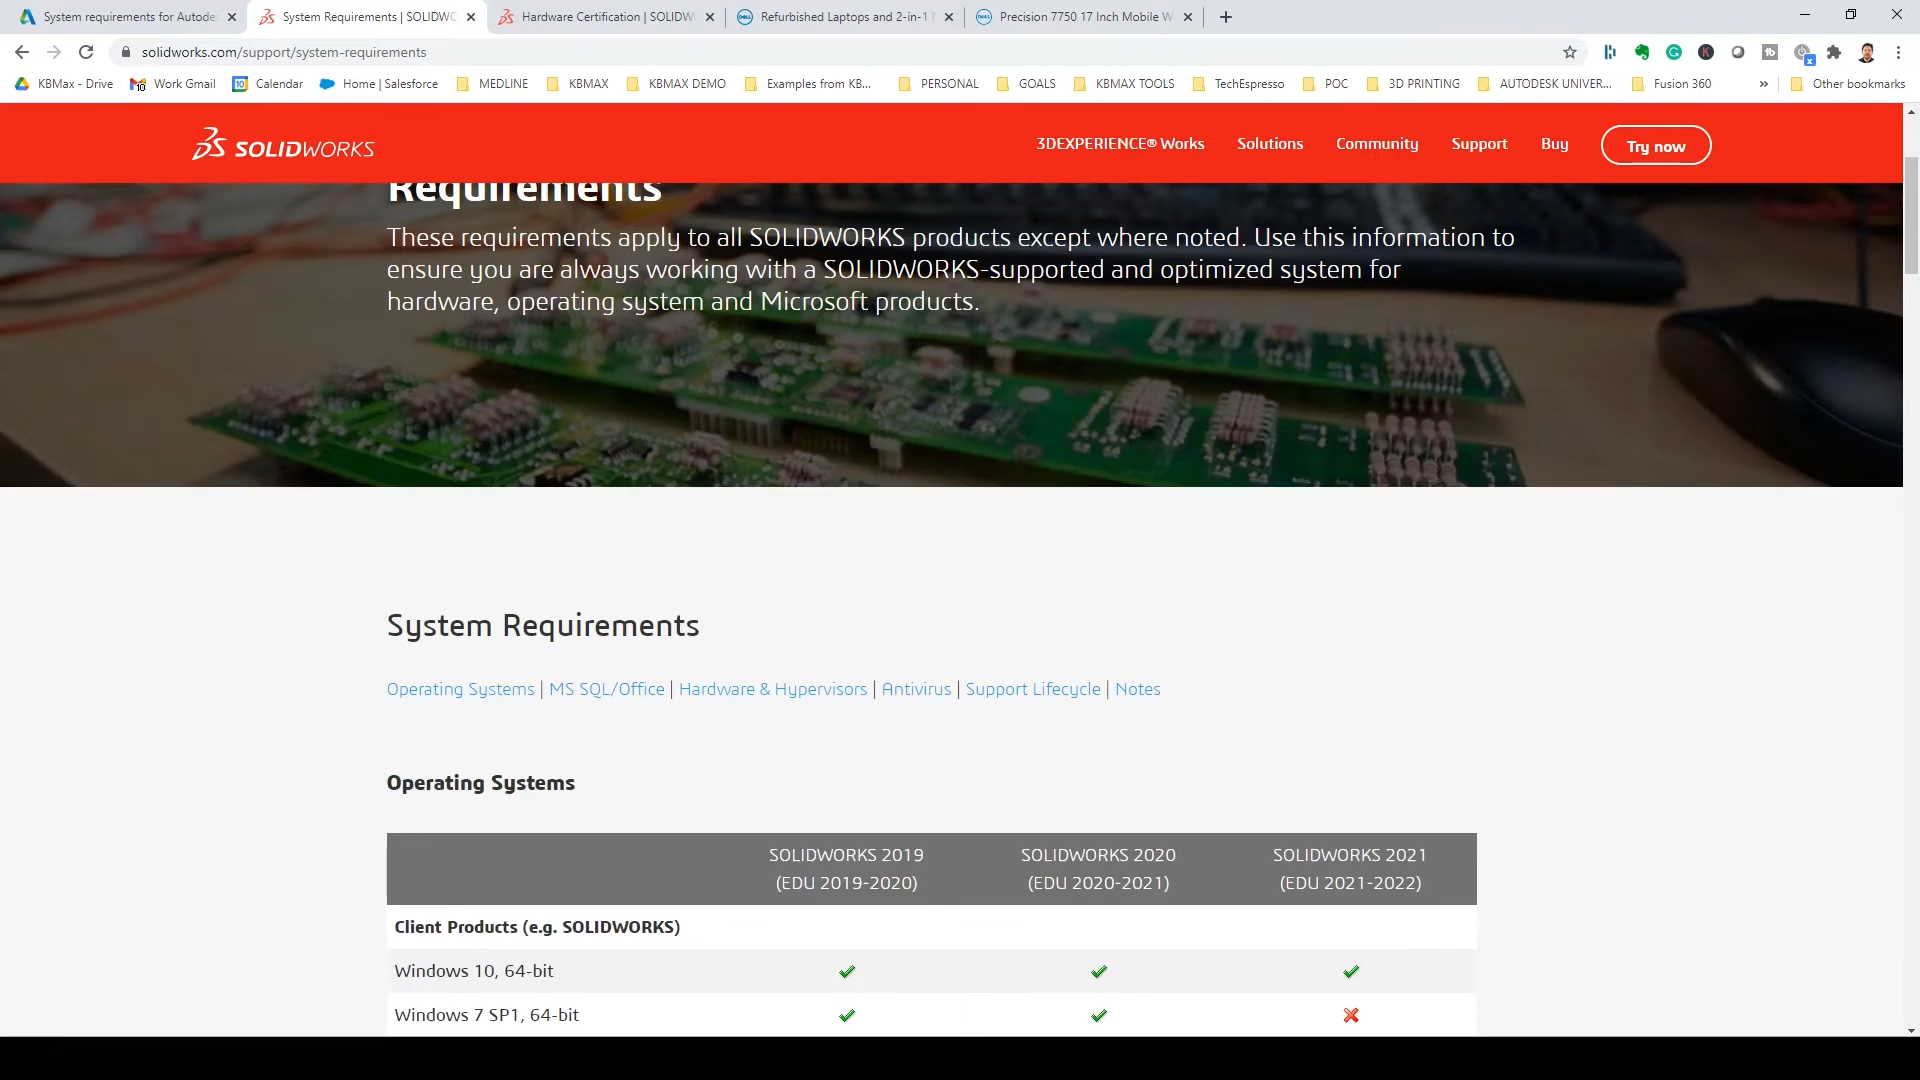 System requirements for Autode
System Requirements | SOLIDWO
Hardware Certification | SOLIDW
Refurbished Laptops and 2-in-1
Precision 7750 17 Inch Mobile W
solidworks.com/support/system-requirements
KBMax - Drive
Work Gmail
Calendar
Home | Salesforce
MEDLINE
KBMAX
KBMAX DEMO
Examples from KB...
PERSONAL
GOALS
KBMAX TOOLS
TechEspresso
POC
3D PRINTING
AUTODESK UNIVER...
Fusion 360
»
Other bookmarks
SOLIDWORKS
3DEXPERIENCE® Works
Solutions
Community
Support
Buy
Try now
Requirements
These requirements apply to all SOLIDWORKS products except where noted. Use this information to
ensure you are always working with a SOLIDWORKS-supported and optimized system for
hardware, operating system and Microsoft products.
System Requirements
Operating Systems | MS SQL/Office | Hardware & Hypervisors | Antivirus | Support Lifecycle | Notes
Operating Systems
SOLIDWORKS 2019
(EDU 2019-2020)
SOLIDWORKS 2020
(EDU 2020-2021)
SOLIDWORKS 2021
(EDU 2021-2022)
Client Products (e.g. SOLIDWORKS)
Windows 10, 64-bit
Windows 7 SP1, 64-bit